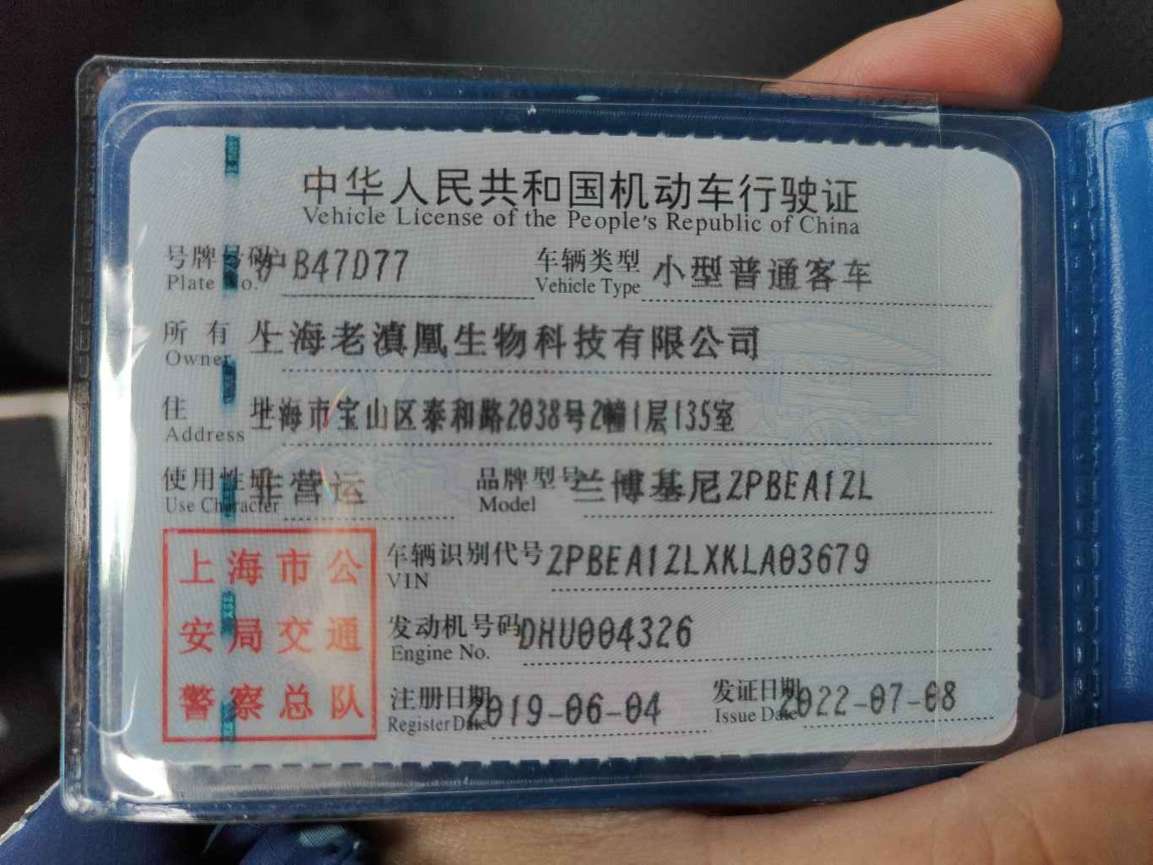 中华人民共和国机动车行驶证
Vehicle License of the People's Republic of China
号牌号码 沪B47D77 车辆类型 小型普通客车
Plate No. Vehicle Type
所有人 上海老滇凰生物科技有限公司
Owner
住址 上海市宝山区泰和路2038号2幢1层135室
Address
使用性质 非营运 品牌型号 兰博基尼ZPBEA1ZL
Use Character Model
上海市公
安局交通
警察总队
车辆识别代号 ZPBEA1ZLXKLA03679
VIN
发动机号码 DHU004326
Engine No.
注册日期 2019-06-04 发证日期 2022-07-08
Register Date Issue Date